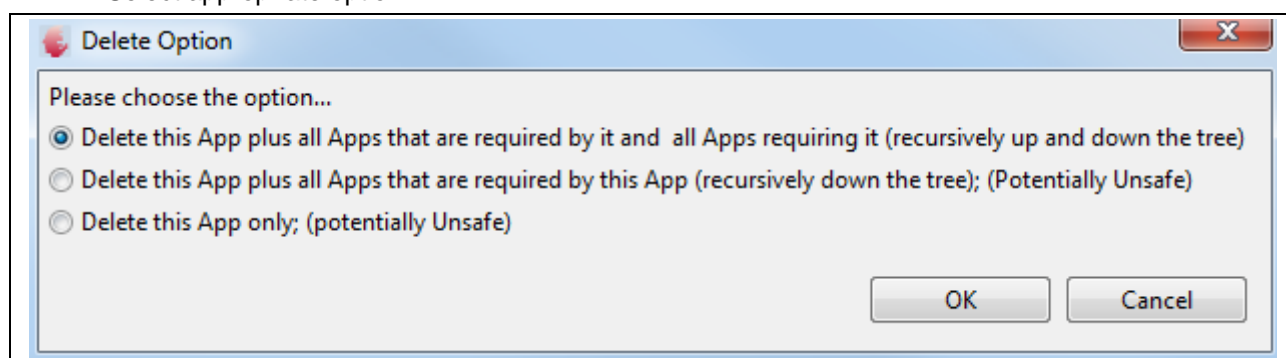 Delete Option
Please choose the option...
Delete this App plus all Apps that are required by it and  all Apps requiring it (recursively up and down the tree)
Delete this App plus all Apps that are required by this App (recursively down the tree); (Potentially Unsafe)
Delete this App only; (potentially Unsafe)
OK Cancel